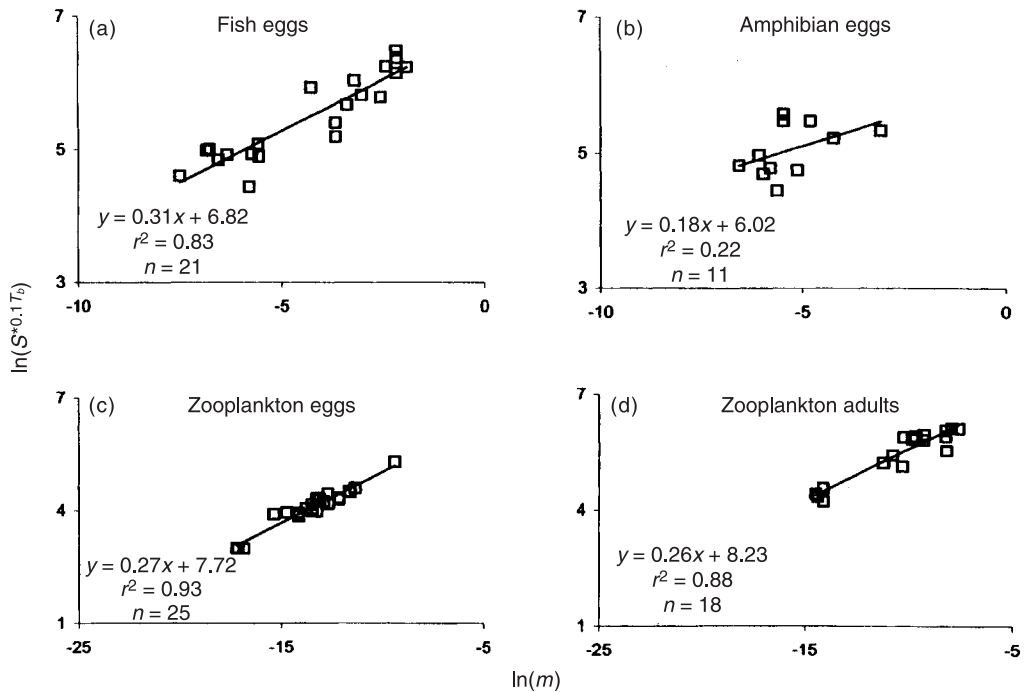 7
(a)
Fish eggs
5
y = 0.31x + 6.82
r² = 0.83
n = 21
3
-10
-5
0
7
(b)
Amphibian eggs
5
y = 0.18x + 6.02
r² = 0.22
n = 11
3
-10
-5
0
ln(S*0.1Tb)
7
(c)
Zooplankton eggs
4
y = 0.27x + 7.72
r² = 0.93
n = 25
1
-25
-15
-5
7
(d)
Zooplankton adults
4
y = 0.26x + 8.23
r² = 0.88
n = 18
1
-25
-15
-5
ln(m)